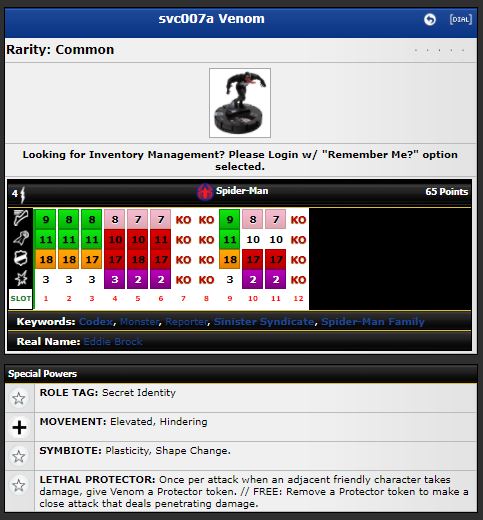 svc007a Venom
[DIAL]
Rarity: Common
Looking for Inventory Management? Please Login w/ "Remember Me?" option
selected.
4 Spider-Man 65 Points
9 8 8 8 7 7 KO KO 9 8 7 KO
11 11 11 10 10 11 KO KO 11 10 10 KO
18 18 17 17 18 18 KO KO 18 17 17 KO
3 3 3 3 2 2 KO KO 3 2 2 KO
SLOT 1 2 3 4 5 6 7 8 9 10 11 12
Keywords: Codex, Monster, Reporter, Sinister Syndicate, Spider-Man Family
Real Name: Eddie Brock
Special Powers
ROLE TAG: Secret Identity
MOVEMENT: Elevated, Hindering
SYMBIOTE: Plasticity, Shape Change.
LETHAL PROTECTOR: Once per attack when an adjacent friendly character takes
damage, give Venom a Protector token. // FREE: Remove a Protector token to make a
close attack that deals penetrating damage.